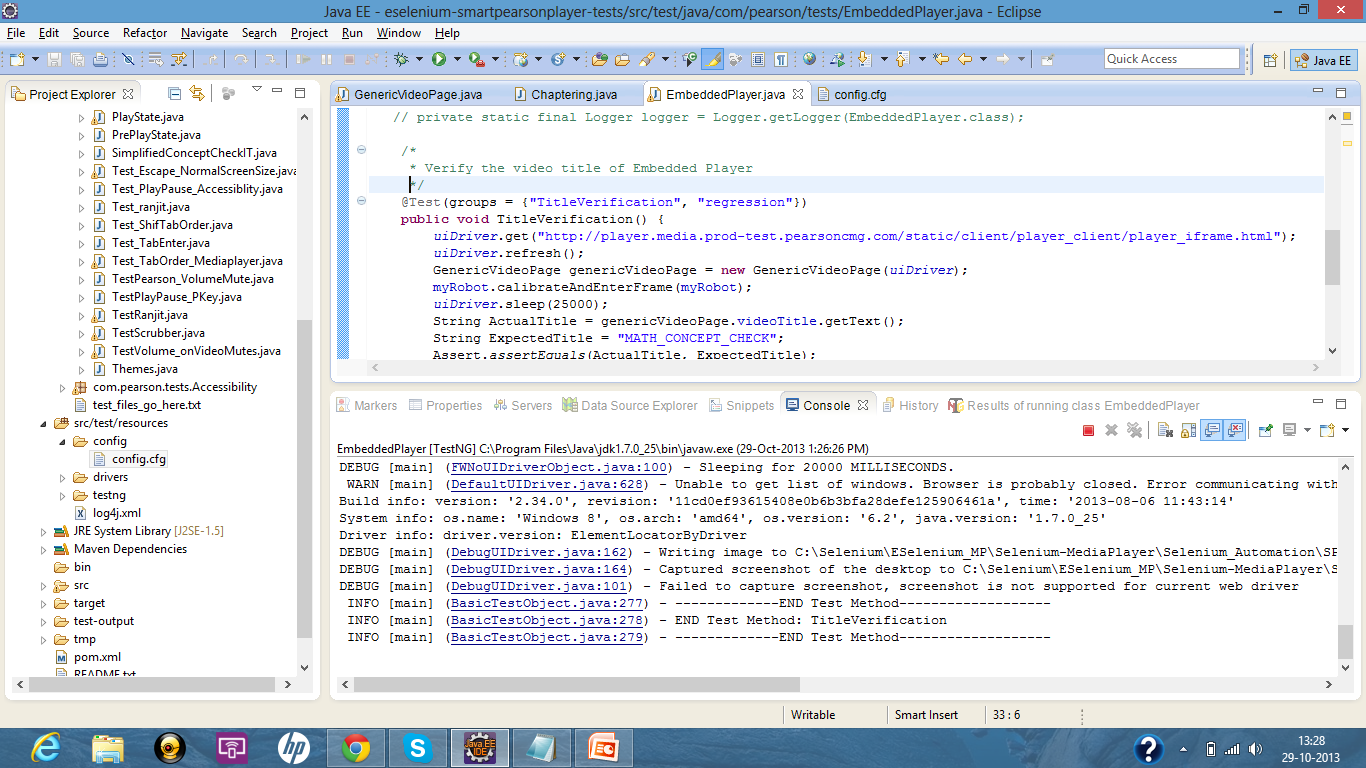 Java EE - eselenium-smartpearsonplayer-tests/src/test/java/com/pearson/tests/EmbeddedPlayer.java - Eclipse
File Edit Source Refactor Navigate Search Project Run Window Help
Quick Access
Java EE
Project Explorer
PlayState.java
PrePlayState.java
SimplifiedConceptCheckIT.java
Test_Escape_NormalScreenSize.java
Test_PlayPause_Accessiblity.java
Test_ranjit.java
Test_ShifTabOrder.java
Test_TabEnter.java
Test_TabOrder_Mediaplayer.java
TestPearson_VolumeMute.java
TestPlayPause_PKey.java
TestRanjit.java
TestScrubber.java
TestVolume_onVideoMutes.java
Themes.java
com.pearson.tests.Accessibility
test_files_go_here.txt
src/test/resources
config
config.cfg
drivers
testng
log4j.xml
JRE System Library [J2SE-1.5]
Maven Dependencies
bin
src
target
test-output
tmp
pom.xml
README.txt
GenericVideoPage.java Chaptering.java EmbeddedPlayer.java config.cfg
// private static final Logger logger = Logger.getLogger(EmbeddedPlayer.class);
/*
* Verify the video title of Embedded Player
*/
@Test(groups = {"TitleVerification", "regression"})
public void TitleVerification() {
uiDriver.get("http://player.media.prod-test.pearsoncmg.com/static/client/player_client/player_iframe.html");
uiDriver.refresh();
GenericVideoPage genericVideoPage = new GenericVideoPage(uiDriver);
myRobot.calibrateAndEnterFrame(myRobot);
uiDriver.sleep(25000);
String ActualTitle = genericVideoPage.videoTitle.getText();
String ExpectedTitle = "MATH_CONCEPT_CHECK";
Assert.assertEquals(ActualTitle, ExpectedTitle);
Markers Properties Servers Data Source Explorer Snippets Console History Results of running class EmbeddedPlayer
EmbeddedPlayer [TestNG] C:\Program Files\Java\jdk1.7.0_25\bin\javaw.exe (29-Oct-2013 1:26:26 PM)
DEBUG [main] (FWNoUIDriverObject.java:100) - Sleeping for 20000 MILLISECONDS.
WARN [main] (DefaultUIDriver.java:628) - Unable to get list of windows. Browser is probably closed. Error communicating with
Build info: version: '2.34.0', revision: '11cd0ef93615408e0b6b3bfa28defe125906461a', time: '2013-08-06 11:43:14'
System info: os.name: 'Windows 8', os.arch: 'amd64', os.version: '6.2', java.version: '1.7.0_25'
Driver info: driver.version: ElementLocatorByDriver
DEBUG [main] (DebugUIDriver.java:162) - Writing image to C:\Selenium\ESelenium_MP\Selenium-MediaPlayer\Selenium_Automation\SP
DEBUG [main] (DebugUIDriver.java:164) - Captured screenshot of the desktop to C:\Selenium\ESelenium_MP\Selenium-MediaPlayer\S
DEBUG [main] (DebugUIDriver.java:101) - Failed to capture screenshot, screenshot is not supported for current web driver
INFO [main] (BasicTestObject.java:277) - -------------END Test Method-------------------
INFO [main] (BasicTestObject.java:278) - END Test Method: TitleVerification
INFO [main] (BasicTestObject.java:279) - -------------END Test Method-------------------
Writable Smart Insert 33 : 6
hp
Java EE
IDE
13:28
29-10-2013